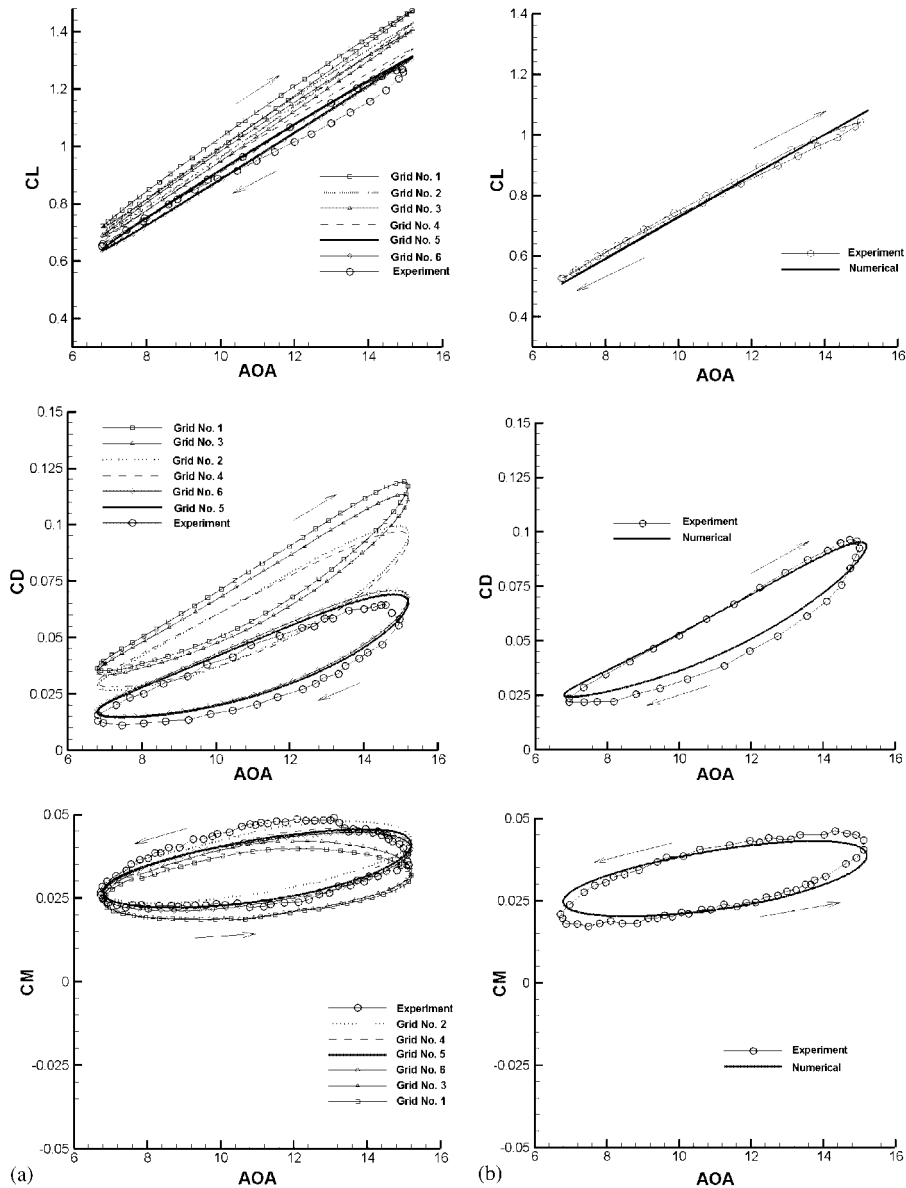 1.4
1.2
1
0.8
0.6
0.4
CL
6 8 10 12 14 16
AOA
Grid No. 1
Grid No. 2
Grid No. 3
Grid No. 4
Grid No. 5
Grid No. 6
Experiment
1.4
1.2
1
0.8
0.6
0.4
CL
6 8 10 12 14 16
AOA
Experiment
Numerical
0.15
0.125
0.1
0.075
0.05
0.025
0
CD
6 8 10 12 14 16
AOA
Grid No. 1
Grid No. 3
Grid No. 2
Grid No. 4
Grid No. 6
Grid No. 5
Experiment
0.15
0.125
0.1
0.075
0.05
0.025
0
CD
6 8 10 12 14 16
AOA
Experiment
Numerical
0.05
0.025
0
-0.025
-0.05
CM
6 8 10 12 14 16
AOA
Experiment
Grid No. 2
Grid No. 4
Grid No. 5
Grid No. 6
Grid No. 3
Grid No. 1
(a)
0.05
0.025
0
-0.025
-0.05
CM
6 8 10 12 14 16
AOA
Experiment
Numerical
(b)